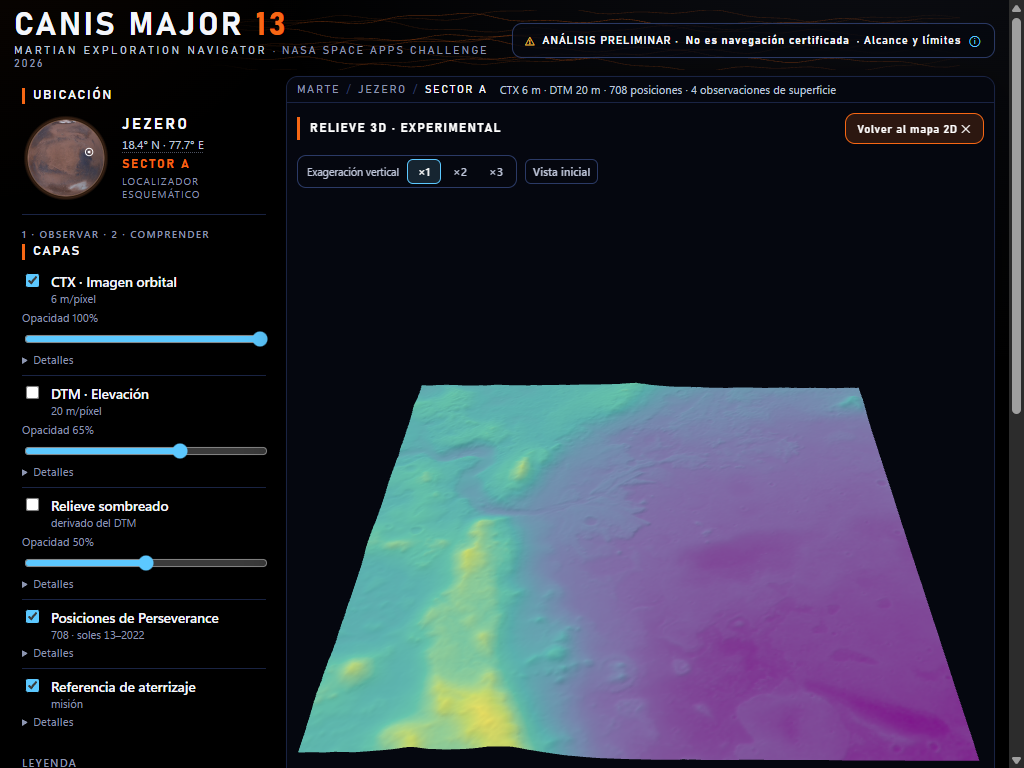 CANIS MAJOR 13
MARTIAN EXPLORATION NAVIGATOR · NASA SPACE APPS CHALLENGE
2026
⚠ ANÁLISIS PRELIMINAR · No es navegación certificada · Alcance y límites ⓘ
UBICACIÓN
JEZERO
18.4° N · 77.7° E
SECTOR A
LOCALIZADOR
ESQUEMÁTICO
1 · OBSERVAR · 2 · COMPRENDER
CAPAS
CTX · Imagen orbital
6 m/píxel
Opacidad 100%
Detalles
DTM · Elevación
20 m/píxel
Opacidad 65%
Detalles
Relieve sombreado
derivado del DTM
Opacidad 50%
Detalles
Posiciones de Perseverance
708 · soles 13–2022
Detalles
Referencia de aterrizaje
misión
Detalles
LEYENDA
MARTE / JEZERO / SECTOR A CTX 6 m · DTM 20 m · 708 posiciones · 4 observaciones de superficie
RELIEVE 3D · EXPERIMENTAL
Volver al mapa 2D ✕
Exageración vertical ×1 ×2 ×3 Vista inicial